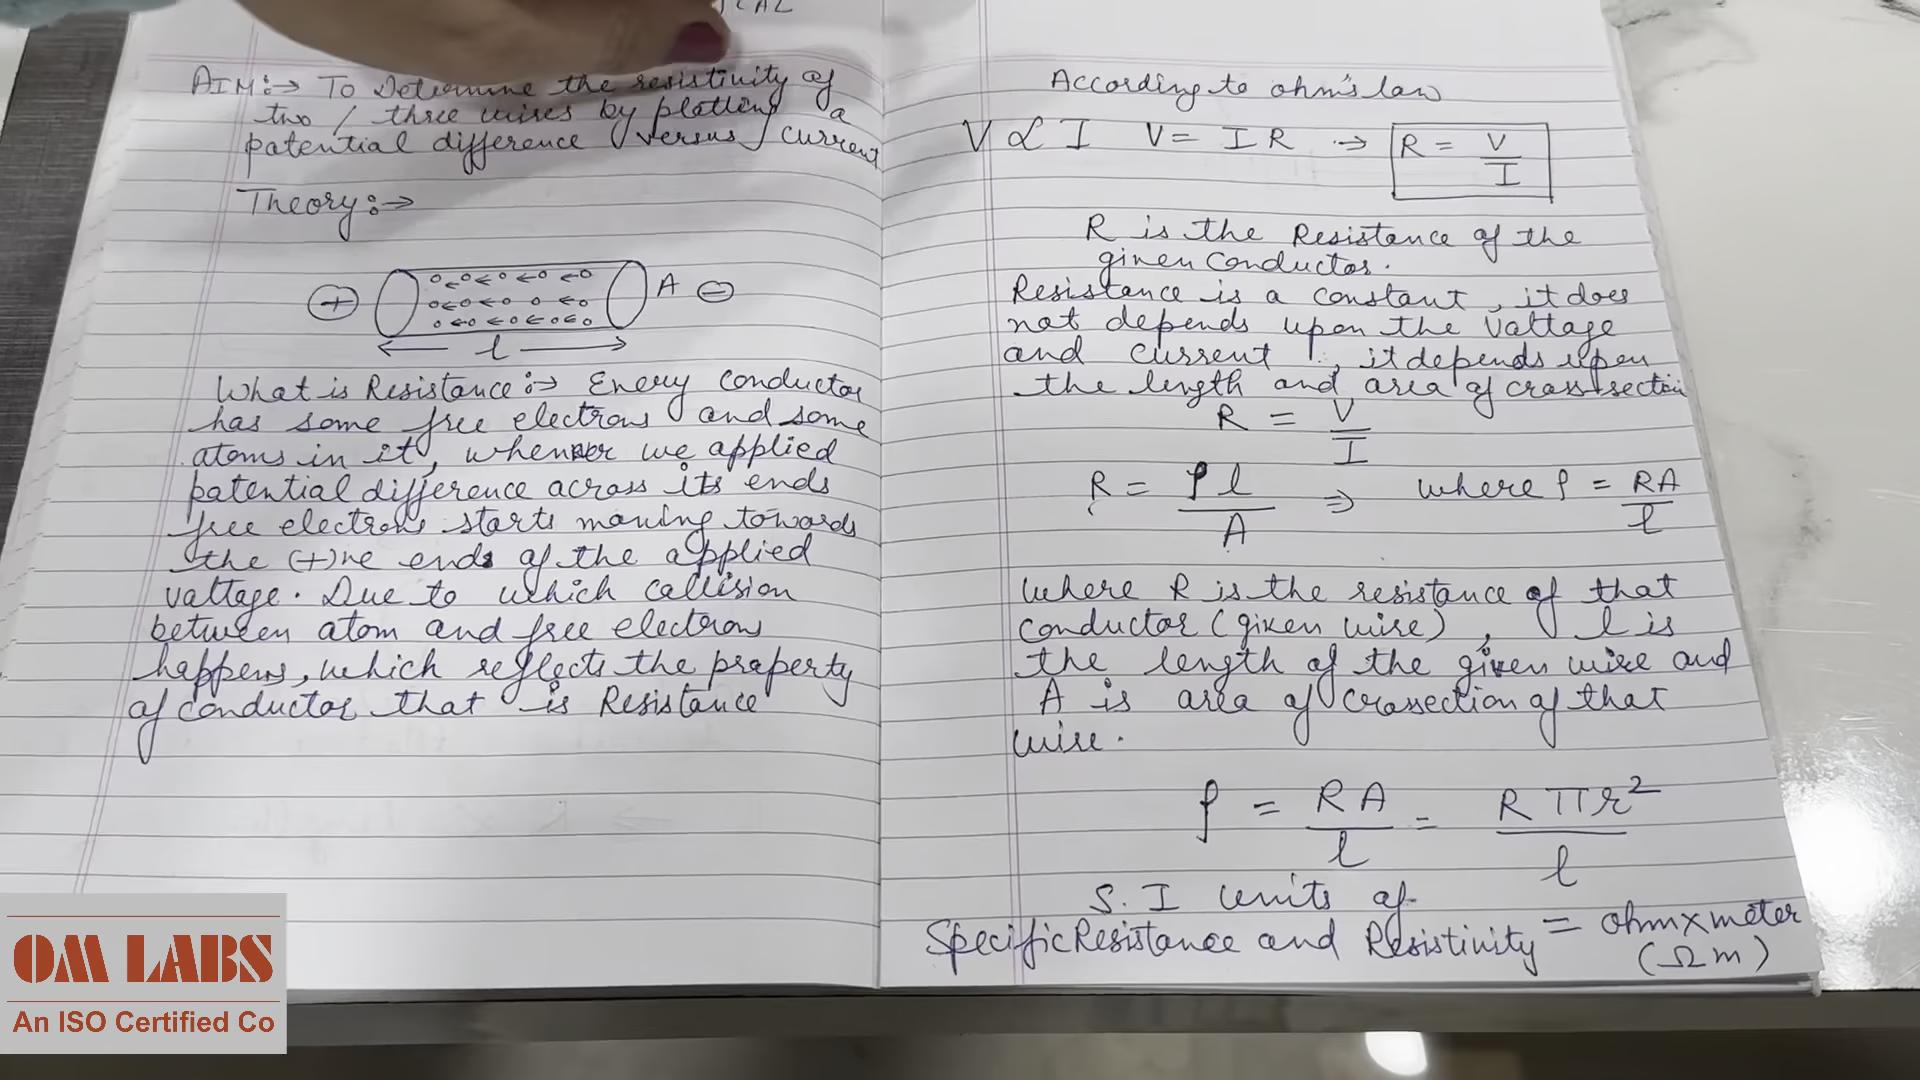 AIM:→ To Determine the resistivity of
two / three wires by plotting a
potential difference versus current
Theory:→
+ A -
l
What is Resistance:→ Every conductor
has some free electrons and some
atoms in it, whenever we applied
potential difference across its ends
free electrons starts moving towards
the (+)ve ends of the applied
voltage. Due to which collision
between atom and free electrons
happens, which reflects the property
of conductor that is Resistance
According to ohm's law
V ∝ I V = I R → R = V/I
R is the Resistance of the
given conductor.
Resistance is a constant, it does
not depends upon the voltage
and current, it depends upon
the length and area of cross section
R = V/I
R = ρl/A ⇒ where ρ = RA/l
where R is the resistance of that
conductor (given wire), l is
the length of the given wire and
A is area of crossection of that
wire.
ρ = RA/l = Rπr²/l
S.I units of
Specific Resistance and Resistivity = ohm x meter
(Ωm)
OM LABS
An ISO Certified Co